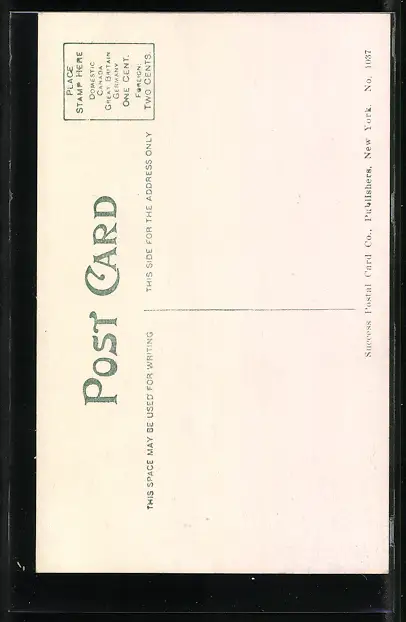 POST CARD
PLACE
STAMP HERE
DOMESTIC
CANADA
GREAT BRITAIN
GERMANY
ONE CENT.
FOREIGN.
TWO CENTS.
THIS SPACE MAY BE USED FOR WRITING
THIS SIDE FOR THE ADDRESS ONLY
Success Postal Card Co., Publishers, New York. No. 1037